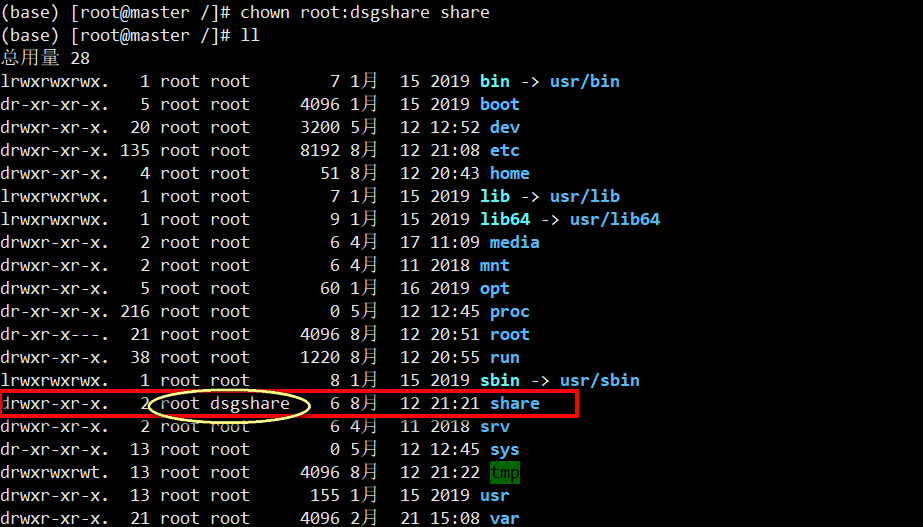 (base) [root@master /]# chown root:dsgshare share
(base) [root@master /]# ll
总用量 28
lrwxrwxrwx.   1 root root        7 1月  15 2019 bin -> usr/bin
dr-xr-xr-x.   5 root root     4096 1月  15 2019 boot
drwxr-xr-x.  20 root root     3200 5月  12 12:52 dev
drwxr-xr-x. 135 root root     8192 8月  12 21:08 etc
drwxr-xr-x.   4 root root       51 8月  12 20:43 home
lrwxrwxrwx.   1 root root        7 1月  15 2019 lib -> usr/lib
lrwxrwxrwx.   1 root root        9 1月  15 2019 lib64 -> usr/lib64
drwxr-xr-x.   2 root root        6 4月  17 11:09 media
drwxr-xr-x.   2 root root        6 4月  11 2018 mnt
drwxr-xr-x.   5 root root       60 1月  16 2019 opt
dr-xr-xr-x. 216 root root        0 5月  12 12:45 proc
dr-xr-x---.  21 root root     4096 8月  12 20:51 root
drwxr-xr-x.  38 root root     1220 8月  12 20:55 run
lrwxrwxrwx.   1 root root        8 1月  15 2019 sbin -> usr/sbin
drwxr-xr-x.   2 root dsgshare    6 8月  12 21:21 share
drwxr-xr-x.   2 root root        6 4月  11 2018 srv
dr-xr-xr-x.  13 root root        0 5月  12 12:45 sys
drwxrwxrwt.  13 root root     4096 8月  12 21:22 tmp
drwxr-xr-x.  13 root root      155 1月  15 2019 usr
drwxr-xr-x.  21 root root     4096 2月  21 15:08 var